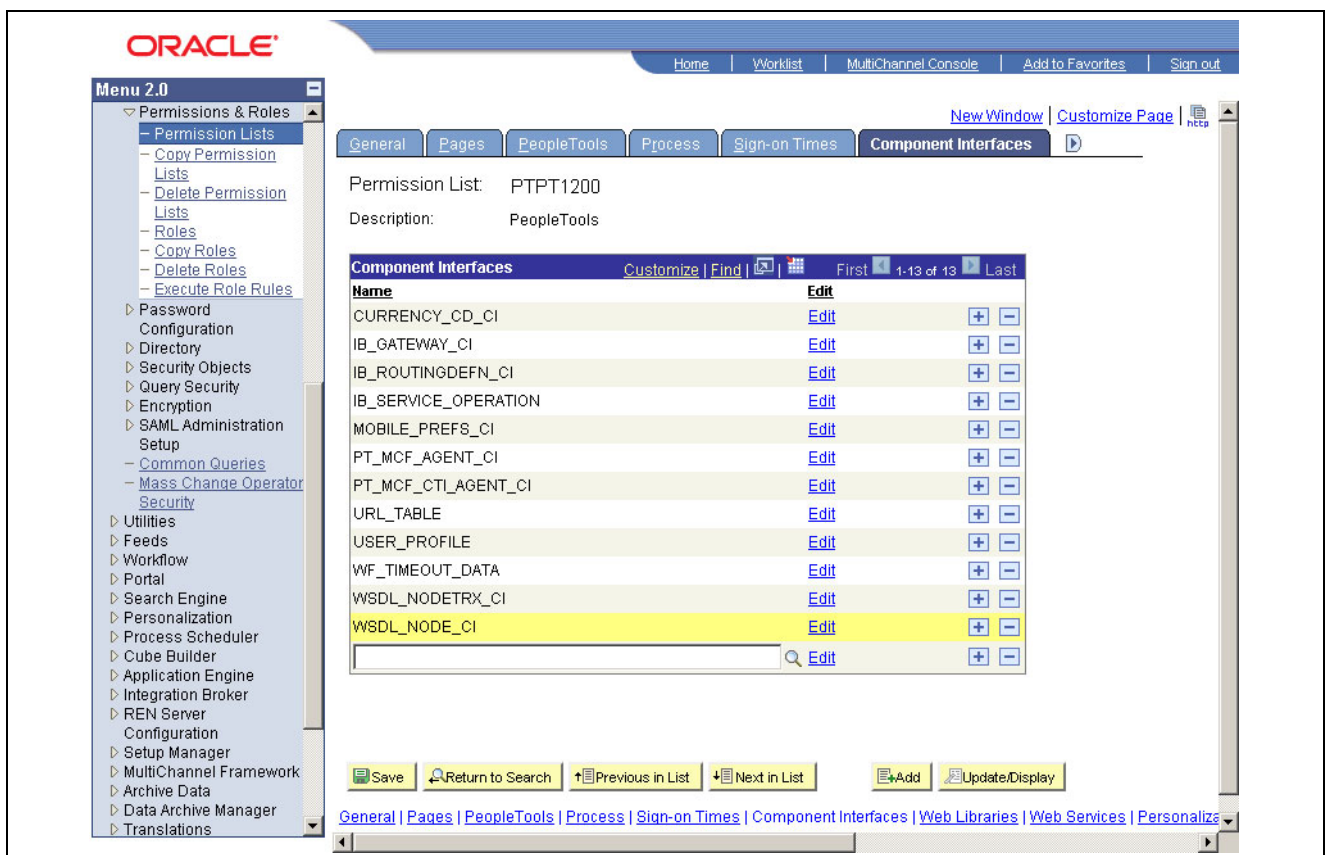 ORACLE
Home | Worklist | MultiChannel Console | Add to Favorites | Sign out
Menu 2.0
Permissions & Roles
– Permission Lists
– Copy Permission
Lists
– Delete Permission
Lists
– Roles
– Copy Roles
– Delete Roles
– Execute Role Rules
Password
Configuration
Directory
Security Objects
Query Security
Encryption
SAML Administration
Setup
– Common Queries
– Mass Change Operator
Security
Utilities
Feeds
Workflow
Portal
Search Engine
Personalization
Process Scheduler
Cube Builder
Application Engine
Integration Broker
REN Server
Configuration
Setup Manager
MultiChannel Framework
Archive Data
Data Archive Manager
Translations
New Window | Customize Page | http
General Pages PeopleTools Process Sign-on Times Component Interfaces
Permission List: PTPT1200
Description: PeopleTools
Component Interfaces Customize | Find | | First 1-13 of 13 Last
Name Edit
CURRENCY_CD_CI Edit
IB_GATEWAY_CI Edit
IB_ROUTINGDEFN_CI Edit
IB_SERVICE_OPERATION Edit
MOBILE_PREFS_CI Edit
PT_MCF_AGENT_CI Edit
PT_MCF_CTI_AGENT_CI Edit
URL_TABLE Edit
USER_PROFILE Edit
WF_TIMEOUT_DATA Edit
WSDL_NODETRX_CI Edit
WSDL_NODE_CI Edit
Edit
Save Return to Search Previous in List Next in List Add Update/Display
General | Pages | PeopleTools | Process | Sign-on Times | Component Interfaces | Web Libraries | Web Services | Personaliza